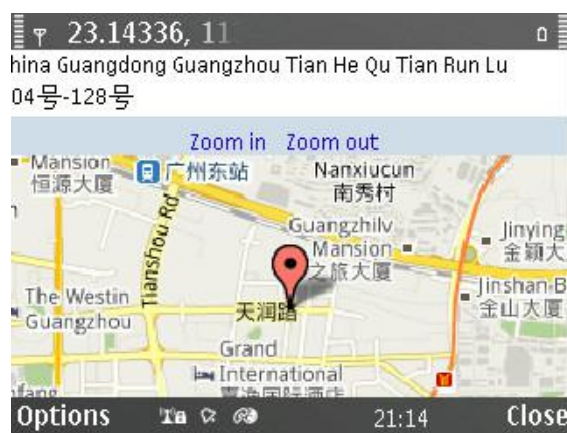 23.14336, 11
hina Guangdong Guangzhou Tian He Qu Tian Run Lu
04号-128号
Zoom in Zoom out
Mansion
恒源大厦
广州东站
Nanxiucun
南秀村
Tianshou Rd
Guangzhilv
Mansion
之旅大厦
Jinying
金颖大
Jinshan B
金山大厦
The Westin
Guangzhou
天润路
Grand
International
Options
21:14
Close